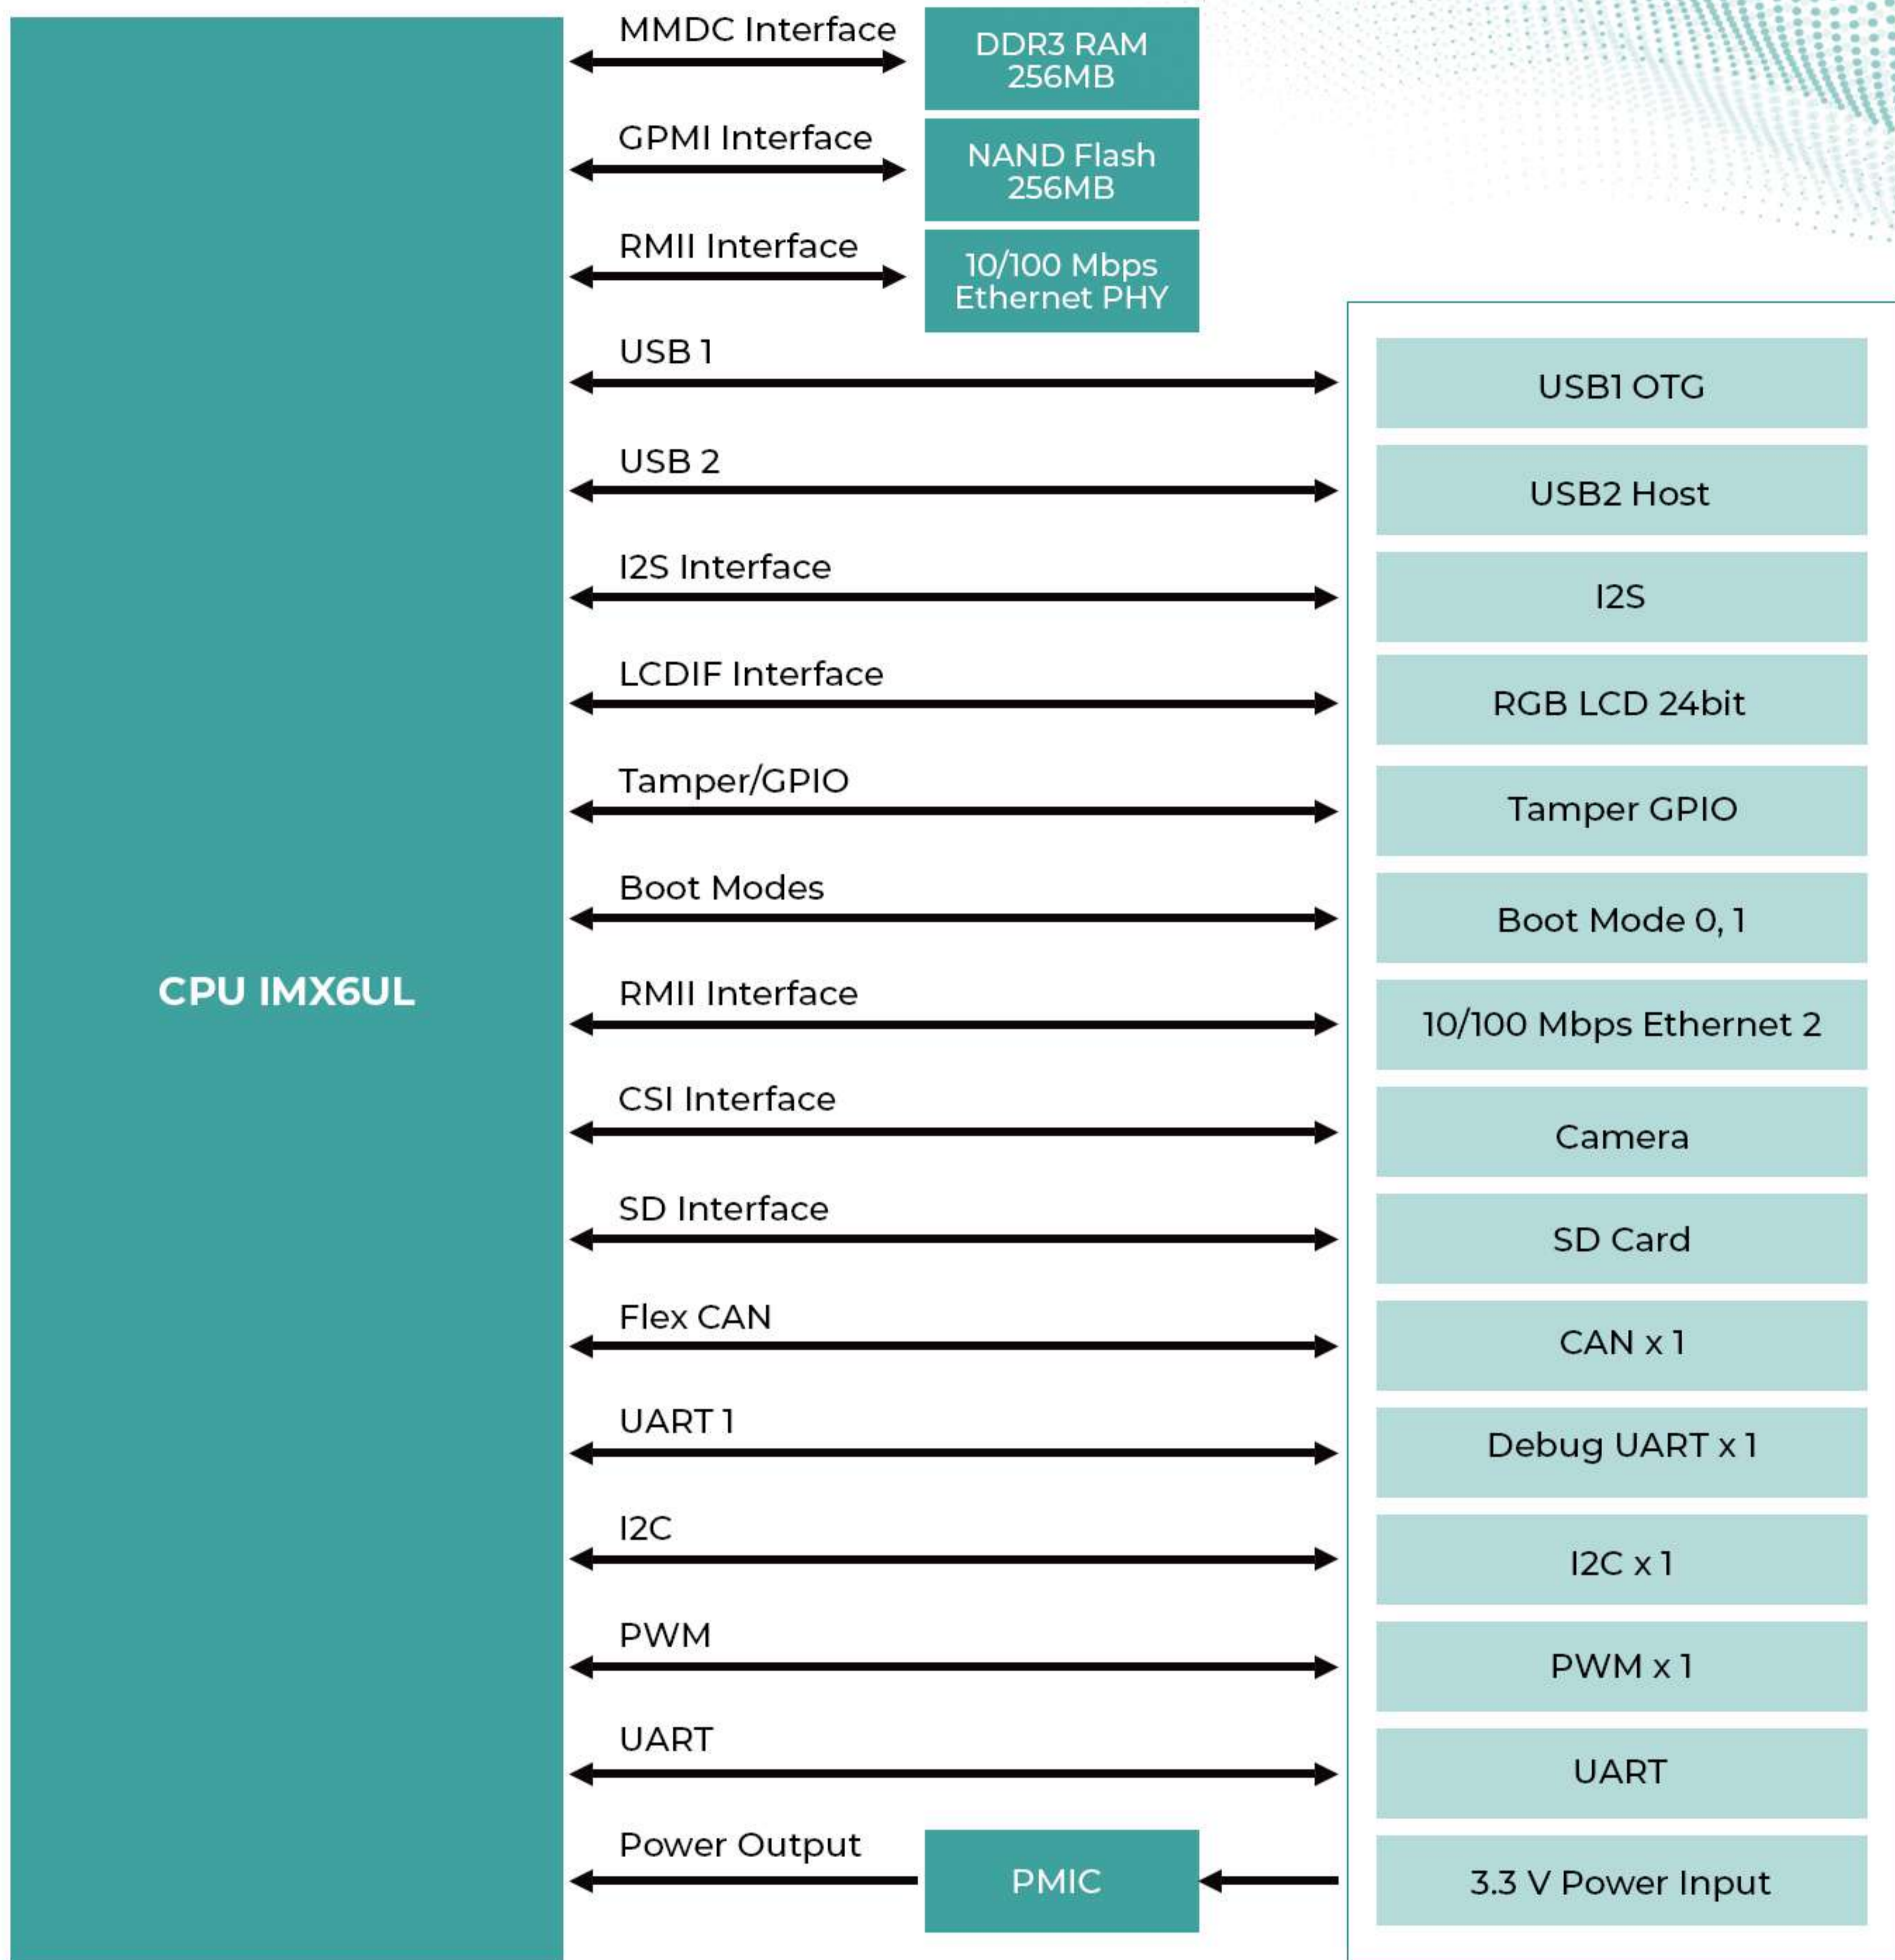 MMDC Interface
DDR3 RAM
256MB
GPMI Interface
NAND Flash
256MB
RMII Interface
10/100 Mbps
Ethernet PHY
USB 1
USB1 OTG
USB 2
USB2 Host
I2S Interface
I2S
LCDIF Interface
RGB LCD 24bit
Tamper/GPIO
Tamper GPIO
Boot Modes
Boot Mode 0, 1
CPU IMX6UL
RMII Interface
10/100 Mbps Ethernet 2
CSI Interface
Camera
SD Interface
SD Card
Flex CAN
CAN x 1
UART 1
Debug UART x 1
I2C
I2C x 1
PWM
PWM x 1
UART
UART
Power Output
PMIC
3.3 V Power Input